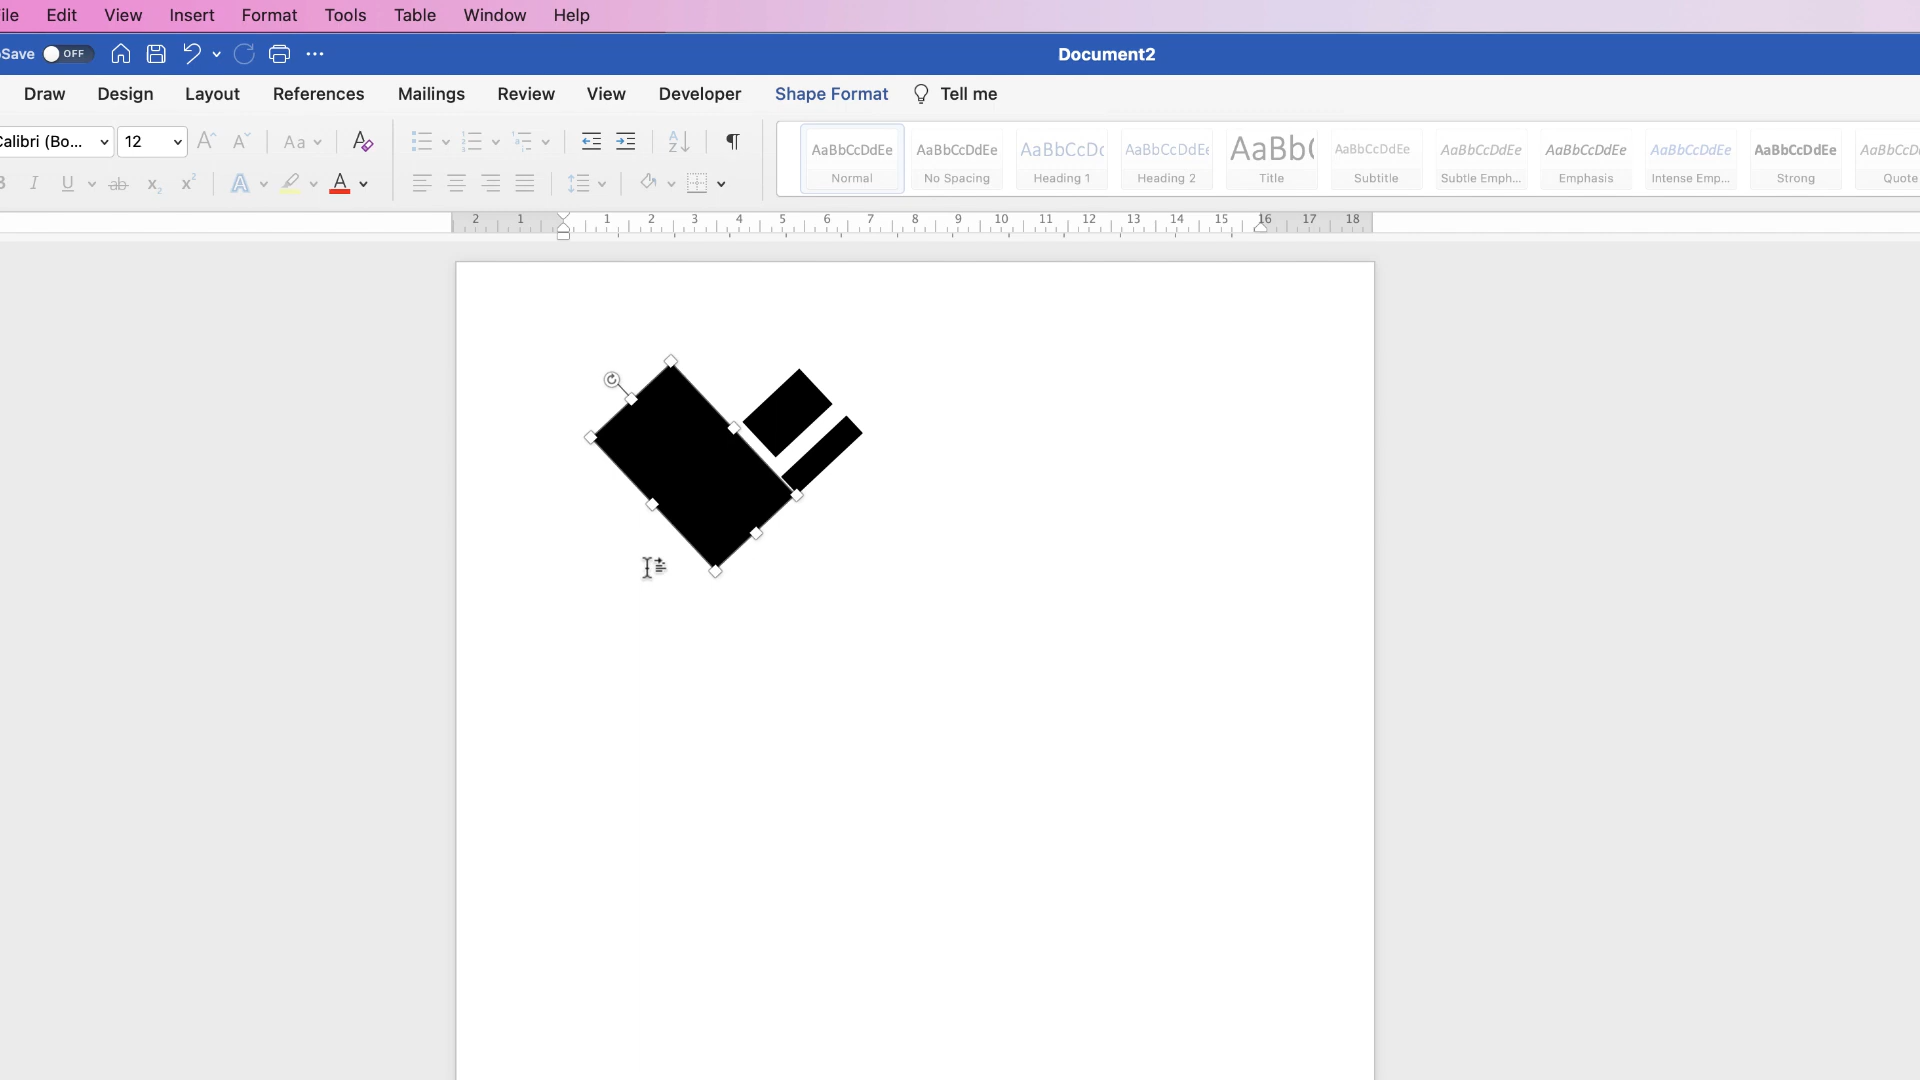 ile Edit View Insert Format Tools Table Window Help
Save OFF Document2
Draw Design Layout References Mailings Review View Developer Shape Format Tell me
Calibri (Bo... 12 Aa AaBbCcDdEe AaBbCcDdEe AaBbCcDc AaBbCcDdEe AaBb( AaBbCcDdEe AaBbCcDdEe AaBbCcDdEe AaBbCcDdEe AaBbCcDdEe AaBbCcD
Normal No Spacing Heading 1 Heading 2 Title Subtitle Subtle Emph... Emphasis Intense Emp... Strong Quote
B I U ab x2 x2 A A
2 1 1 2 3 4 5 6 7 8 9 10 11 12 13 14 15 16 17 18